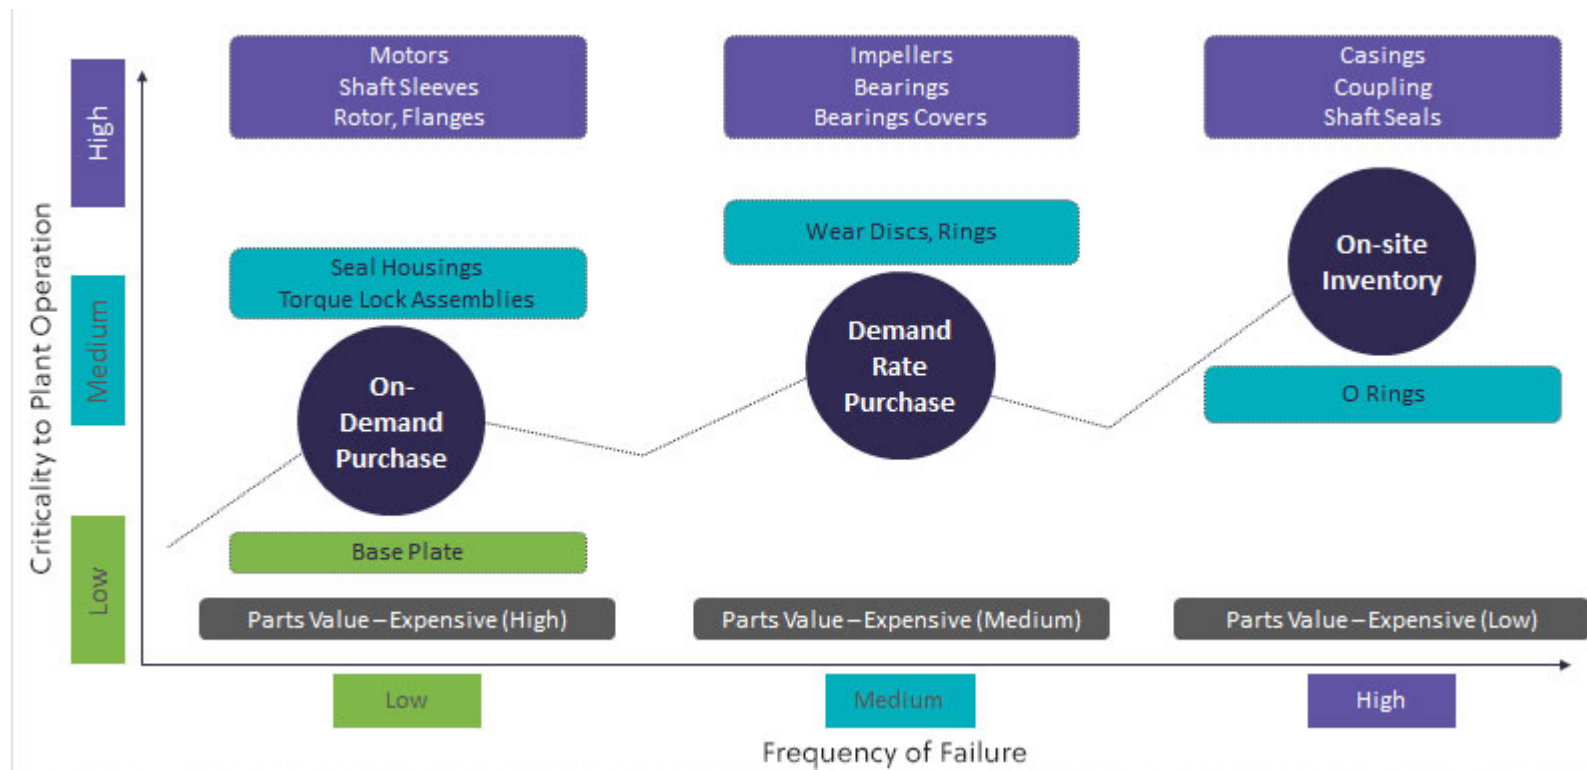 Criticality to Plant Operation
High
Medium
Low
Motors
Shaft Sleeves
Rotor, Flanges
Seal Housings
Torque Lock Assemblies
On-
Demand
Purchase
Base Plate
Parts Value – Expensive (High)
Impellers
Bearings
Bearings Covers
Wear Discs, Rings
Demand
Rate
Purchase
Parts Value – Expensive (Medium)
Casings
Coupling
Shaft Seals
On-site
Inventory
O Rings
Parts Value – Expensive (Low)
Low
Medium
High
Frequency of Failure